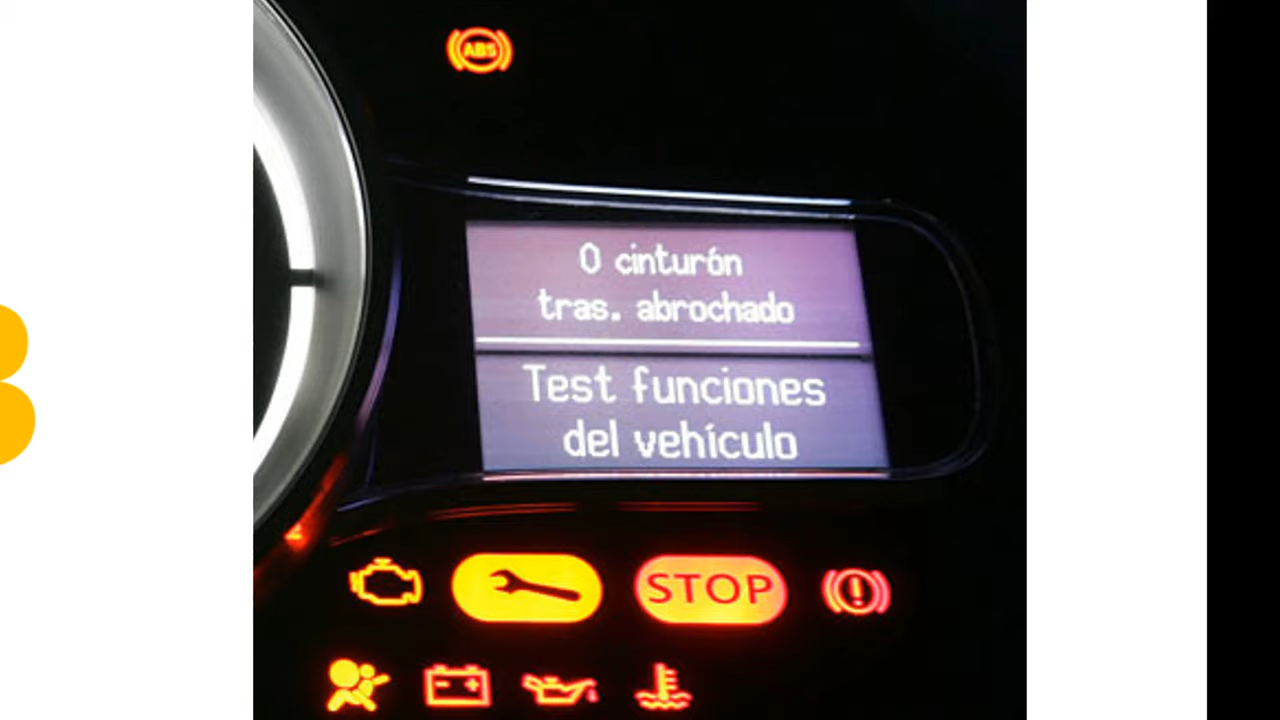 ABS
0 cinturón
tras. abrochado
Test funciones
del vehículo
STOP